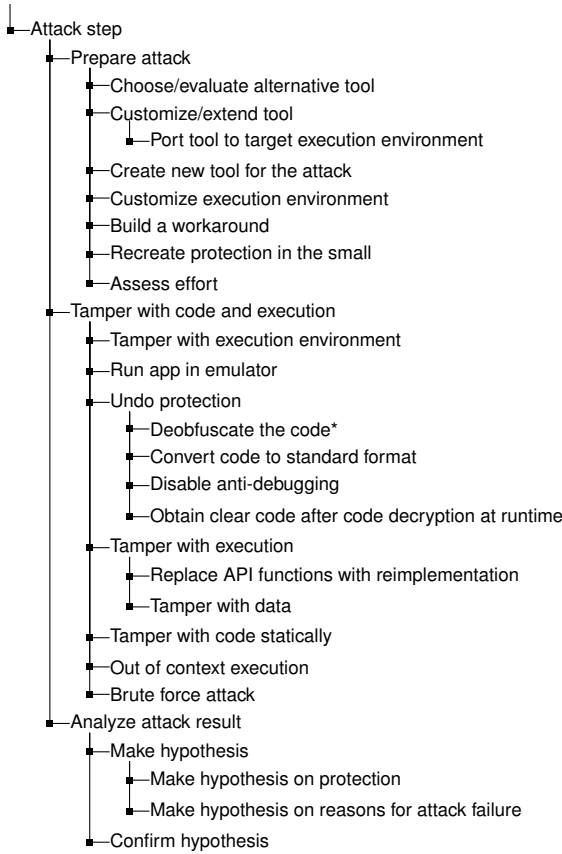 Attack step
Prepare attack
Choose/evaluate alternative tool
Customize/extend tool
Port tool to target execution environment
Create new tool for the attack
Customize execution environment
Build a workaround
Recreate protection in the small
Assess effort
Tamper with code and execution
Tamper with execution environment
Run app in emulator
Undo protection
Deobfuscate the code*
Convert code to standard format
Disable anti-debugging
Obtain clear code after code decryption at runtime
Tamper with execution
Replace API functions with reimplementation
Tamper with data
Tamper with code statically
Out of context execution
Brute force attack
Analyze attack result
Make hypothesis
Make hypothesis on protection
Make hypothesis on reasons for attack failure
Confirm hypothesis